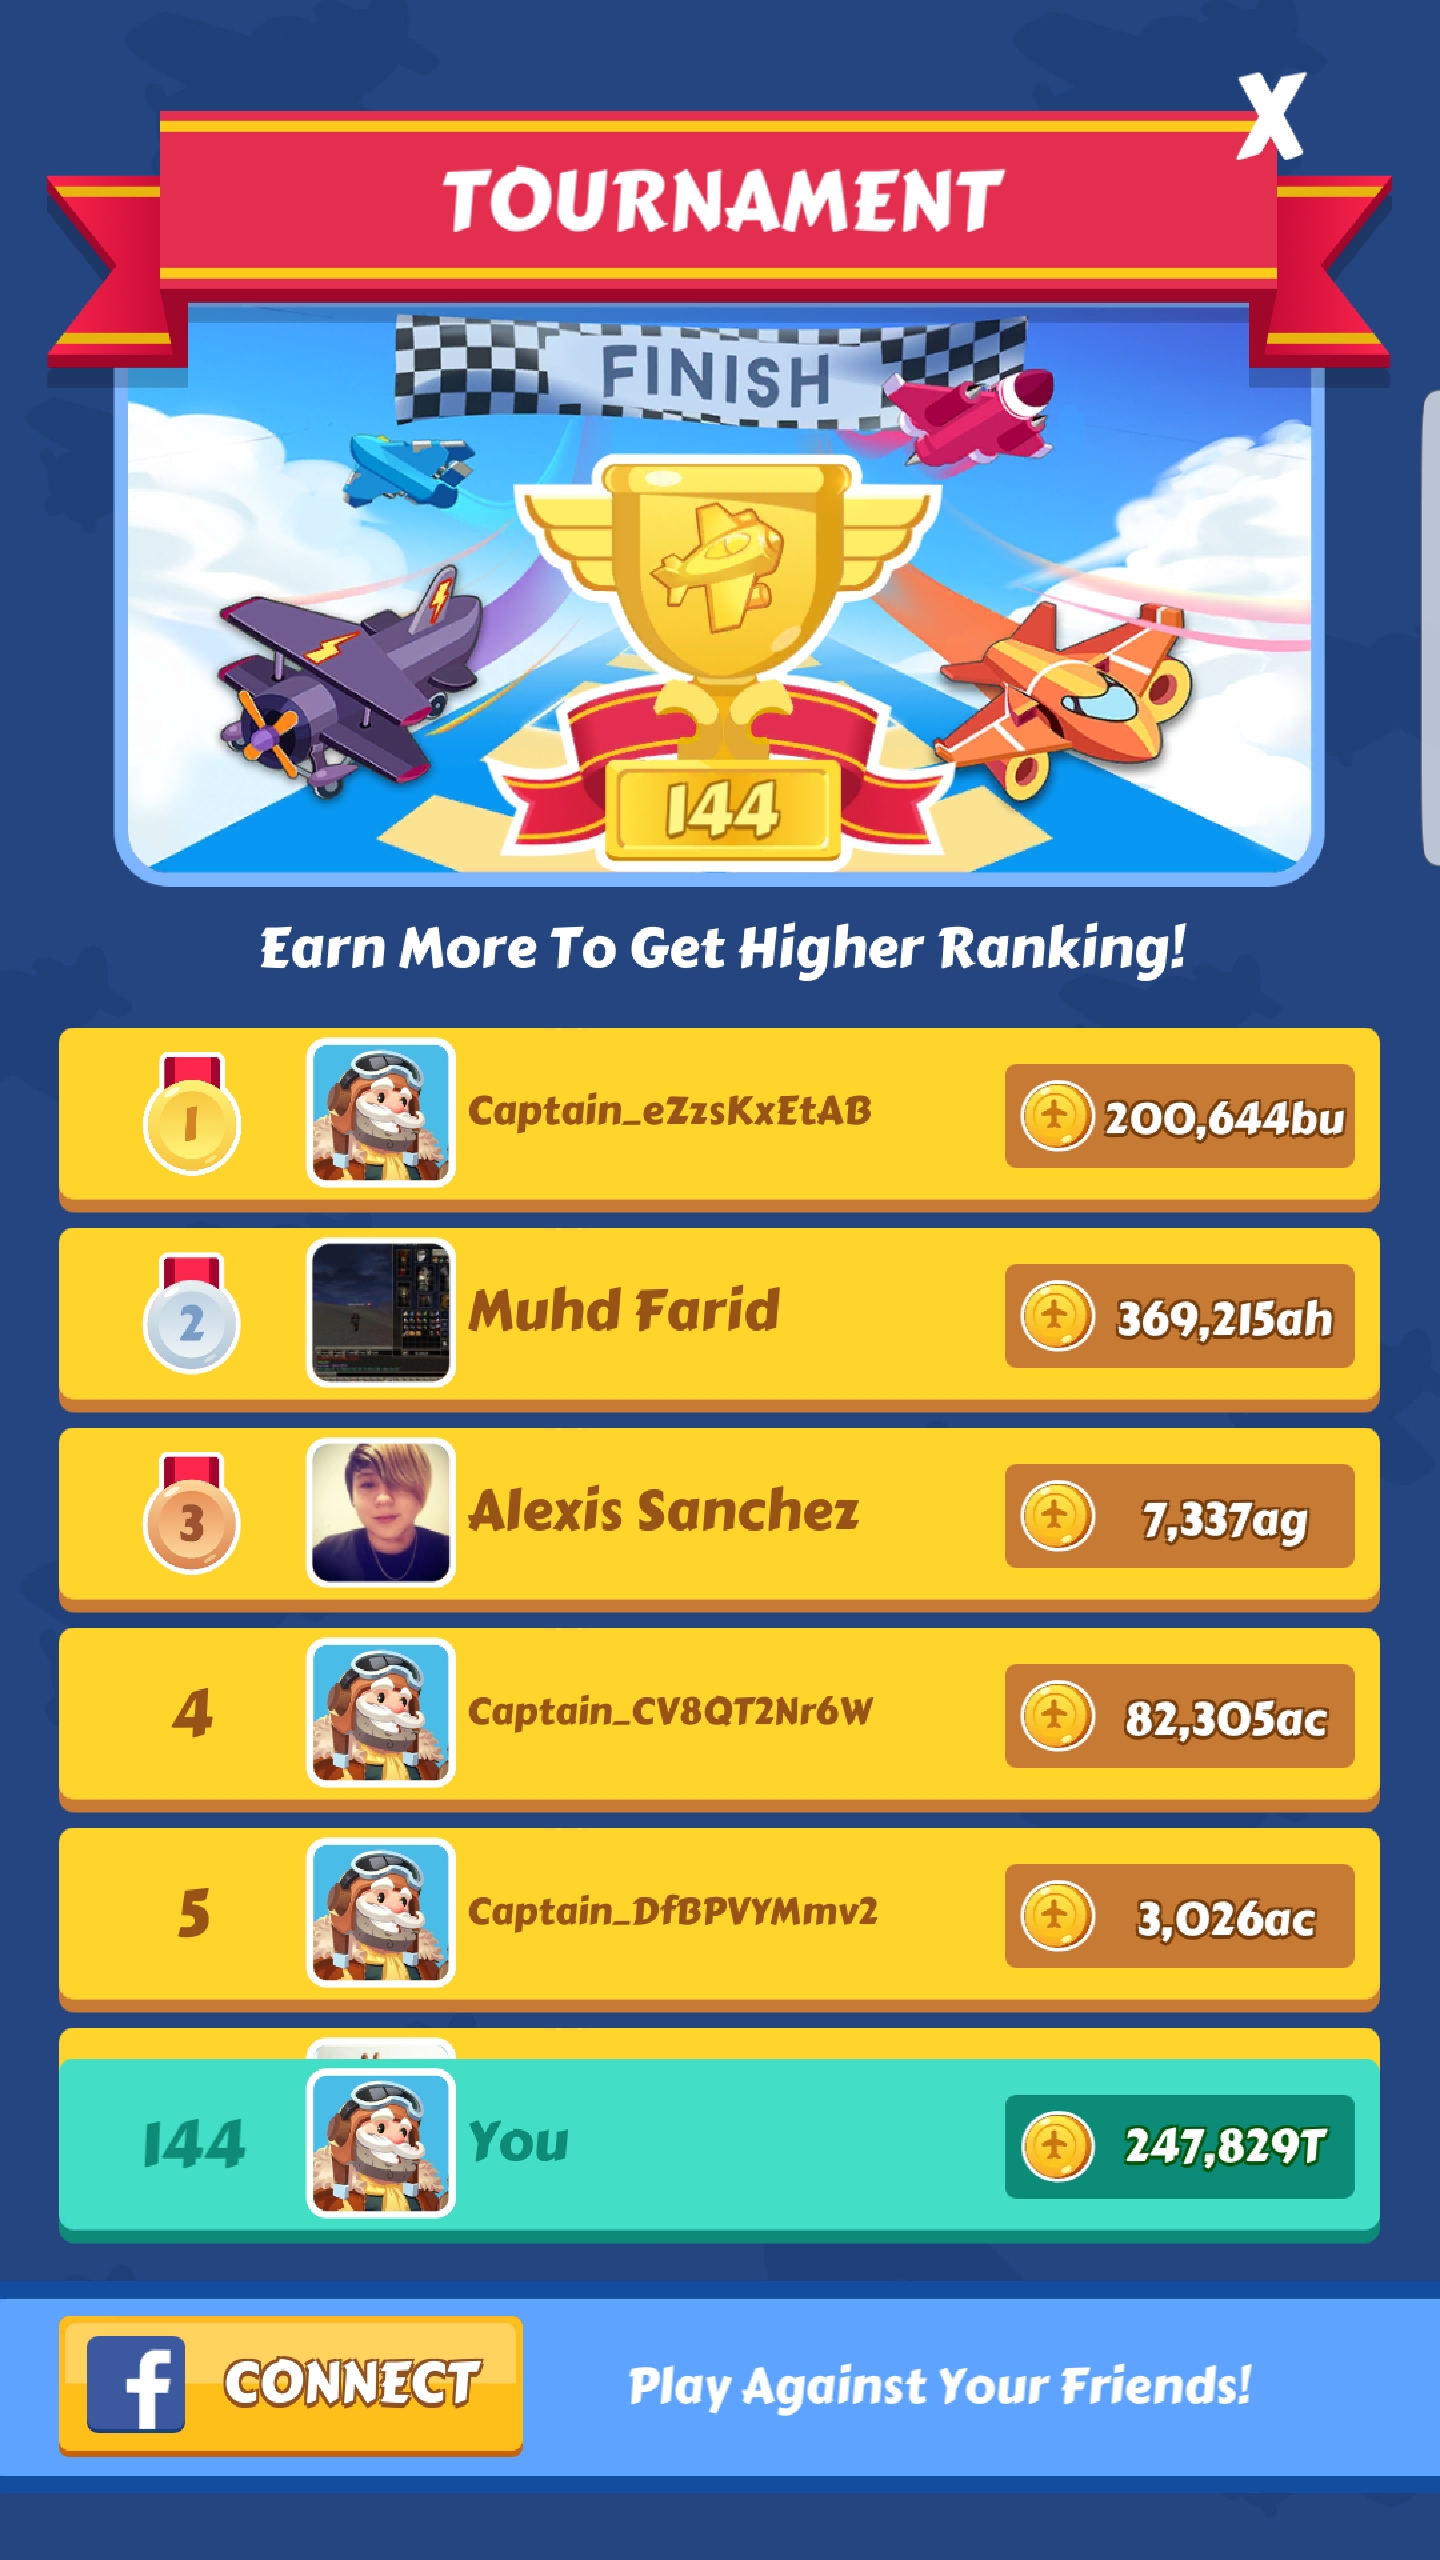 X
TOURNAMENT
FINISH
144
Earn More To Get Higher Ranking!
1 Captain_eZzsKxEtAB 200,644bu
2 Muhd Farid 369,215ah
3 Alexis Sanchez 7,337ag
4 Captain_CV8QT2Nr6W 82,305ac
5 Captain_DfBPVYMmv2 3,026ac
144 You 247,829T
f CONNECT Play Against Your Friends!